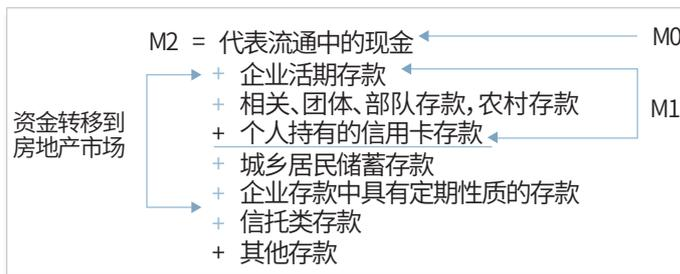 M2 = 代表流通中的现金
M0
+ 企业活期存款
+ 相关、团体、部队存款，农村存款
M1
+ 个人持有的信用卡存款
+ 城乡居民储蓄存款
+ 企业存款中具有定期性质的存款
+ 信托类存款
+ 其他存款
资金转移到
房地产市场